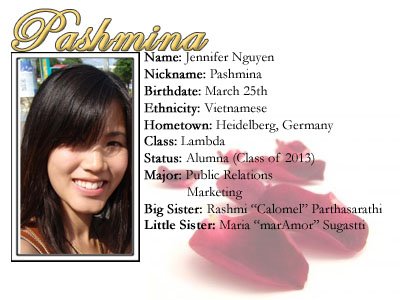 Pashmina
Name: Jennifer Nguyen
Nickname: Pashmina
Birthdate: March 25th
Ethnicity: Vietnamese
Hometown: Heidelberg, Germany
Class: Lambda
Status: Alumna (Class of 2013)
Major: Public Relations
Marketing
Big Sister: Rashmi “Calomel” Parthasarathi
Little Sister: Maria “marAmor” Sugastti